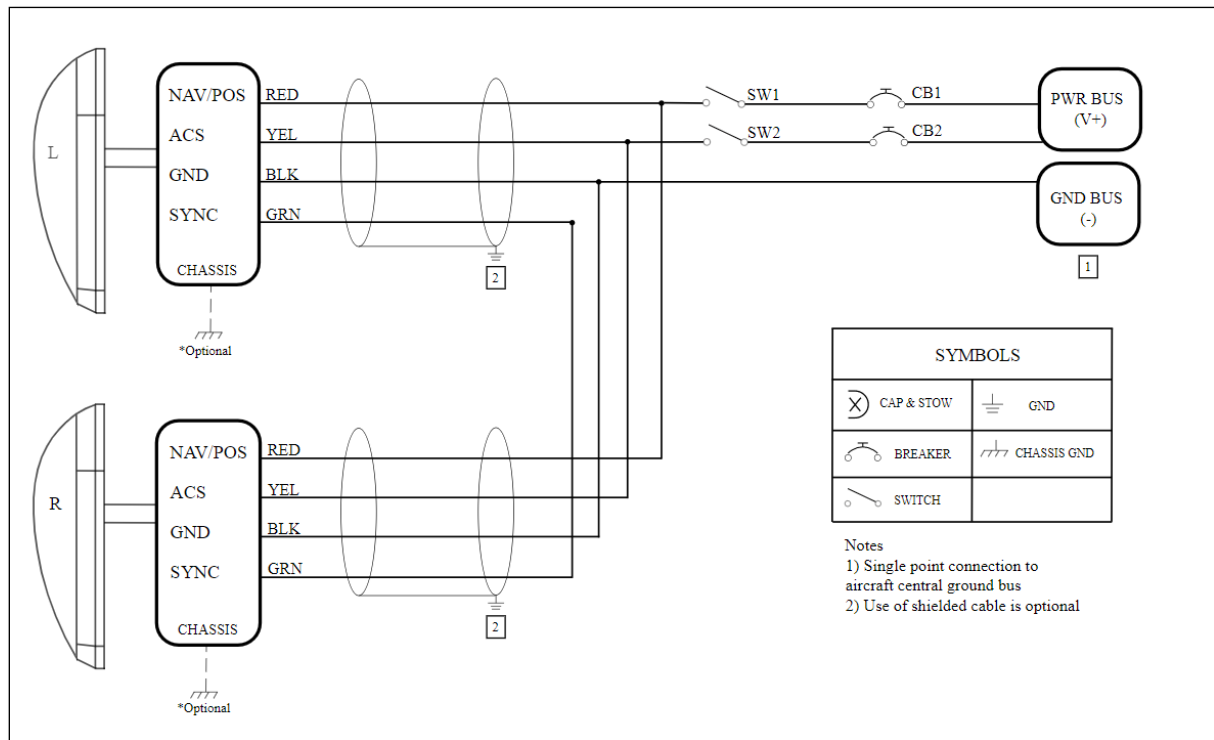 L
NAV/POS
ACS
GND
SYNC
CHASSIS
*Optional
RED
YEL
BLK
GRN
2
SW1
CB1
SW2
CB2
PWR BUS
(V+)
GND BUS
(-)
1
R
NAV/POS
ACS
GND
SYNC
CHASSIS
*Optional
RED
YEL
BLK
GRN
2
SYMBOLS
CAP & STOW
GND
BREAKER
CHASSIS GND
SWITCH
Notes
1) Single point connection to
aircraft central ground bus
2) Use of shielded cable is optional